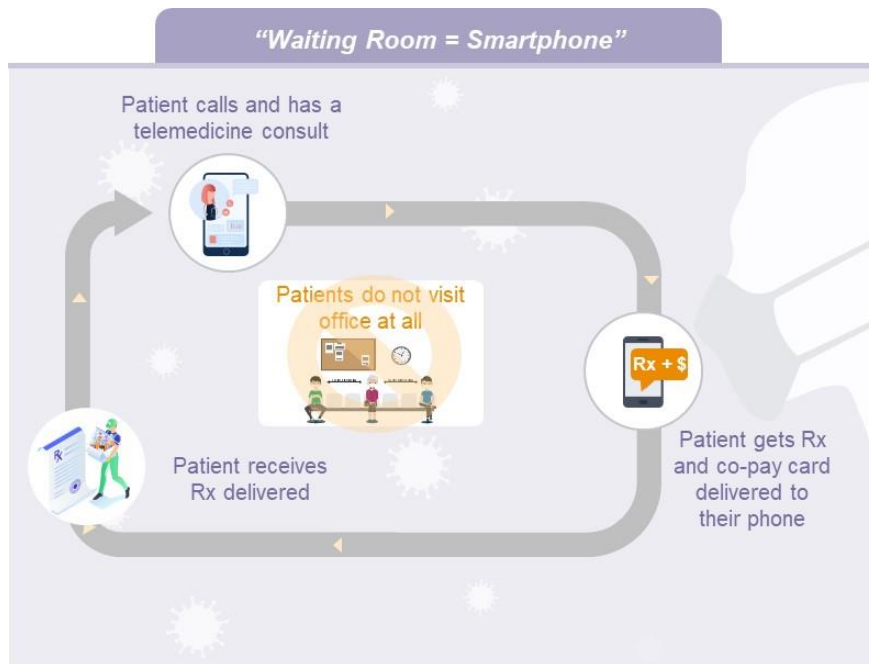 “Waiting Room = Smartphone”
Patient calls and has a
telemedicine consult
Patients do not visit
office at all
Rx + $
Patient gets Rx
and co-pay card
delivered to
their phone
Rx
Patient receives
Rx delivered